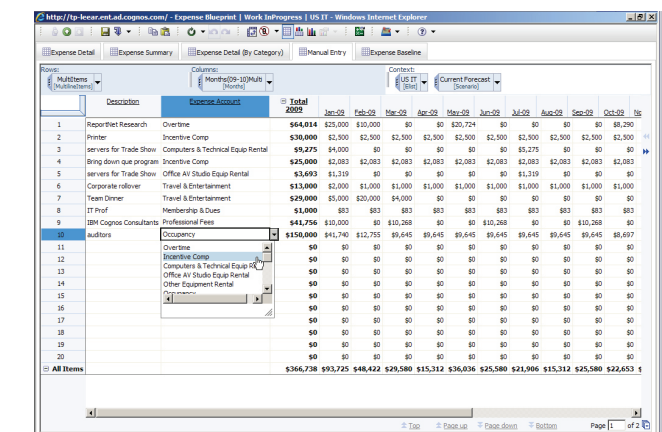 http://tp-leear.ent.ad.cognos.com/ - Expense Blueprint | Work InProgress | US IT - Windows Internet Explorer
Expense Detail Expense Summary Expense Detail (By Category) Manual Entry Expense Baseline
Rows: Columns: Context:
MultiItems Months(09-10)Multi US IT Current Forecast
[MultilineItems] [Months] [Elist] [Scenario]
Description Expense Account Total 2009 Jan-09 Feb-09 Mar-09 Apr-09 May-09 Jun-09 Jul-09 Aug-09 Sep-09 Oct-09
1 ReportNet Research Overtime $64,014 $25,000 $10,000 $0 $0 $20,724 $0 $0 $0 $0 $8,290
2 Printer Incentive Comp $30,000 $2,500 $2,500 $2,500 $2,500 $2,500 $2,500 $2,500 $2,500 $2,500 $2,500
3 servers for Trade Show Computers & Technical Equip Rental $9,275 $4,000 $0 $0 $0 $0 $0 $5,275 $0 $0 $0
4 Bring down que program Incentive Comp $25,000 $2,083 $2,083 $2,083 $2,083 $2,083 $2,083 $2,083 $2,083 $2,083 $2,083
5 servers for Trade Show Office AV Studio Equip Rental $3,693 $1,319 $0 $0 $0 $0 $0 $1,319 $0 $0 $0
6 Corporate rollover Travel & Entertainment $13,000 $2,000 $1,000 $1,000 $1,000 $1,000 $1,000 $1,000 $1,000 $1,000 $1,000
7 Team Dinner Travel & Entertainment $29,000 $5,000 $20,000 $4,000 $0 $0 $0 $0 $0 $0 $0
8 IT Prof Membership & Dues $1,000 $83 $83 $83 $83 $83 $83 $83 $83 $83 $83
9 IBM Cognos Consultants Professional Fees $41,756 $10,000 $0 $10,268 $0 $0 $10,268 $0 $0 $10,268 $0
10 auditors Occupancy $150,000 $41,740 $12,755 $9,645 $9,645 $9,645 $9,645 $9,645 $9,645 $9,645 $8,697
11 Overtime $0 $0 $0 $0 $0 $0 $0 $0 $0 $0 $0
12 Incentive Comp $0 $0 $0 $0 $0 $0 $0 $0 $0 $0 $0
13 Computers & Technical Equip $0 $0 $0 $0 $0 $0 $0 $0 $0 $0 $0
Office AV Studio Equip Rental
14 Other Equipment Rental $0 $0 $0 $0 $0 $0 $0 $0 $0 $0 $0
15 Occupancy $0 $0 $0 $0 $0 $0 $0 $0 $0 $0 $0
16 $0 $0 $0 $0 $0 $0 $0 $0 $0 $0 $0
17 $0 $0 $0 $0 $0 $0 $0 $0 $0 $0 $0
18 $0 $0 $0 $0 $0 $0 $0 $0 $0 $0 $0
19 $0 $0 $0 $0 $0 $0 $0 $0 $0 $0 $0
20 $0 $0 $0 $0 $0 $0 $0 $0 $0 $0 $0
All Items $366,738 $93,725 $48,422 $29,580 $15,312 $36,036 $25,580 $21,906 $15,312 $25,580 $22,653
Top Page up Page down Bottom Page 1 of 2